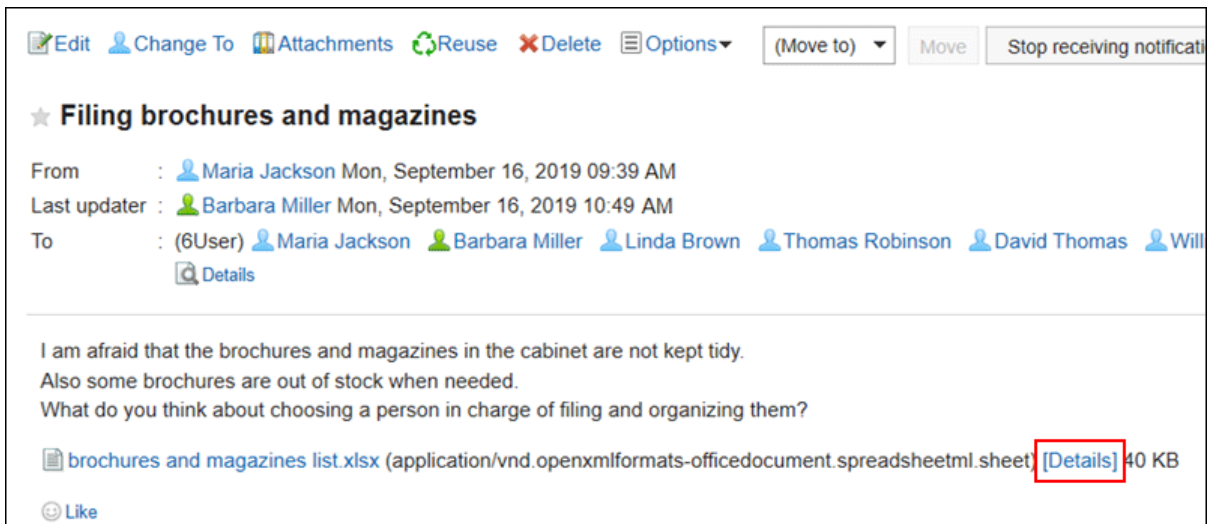 Edit Change To Attachments Reuse Delete Options (Move to) Move Stop receiving
Filing brochures and magazines
From : Maria Jackson Mon, September 16, 2019 09:39 AM
Last updater : Barbara Miller Mon, September 16, 2019 10:49 AM
To : (6User) Maria Jackson Barbara Miller Linda Brown Thomas Robinson David Thomas
Details
I am afraid that the brochures and magazines in the cabinet are not kept tidy.
Also some brochures are out of stock when needed.
What do you think about choosing a person in charge of filing and organizing them?
brochures and magazines list.xlsx (application/vnd.openxmlformats-officedocument.spreadsheetml.sheet) [Details] 40 KB
Like